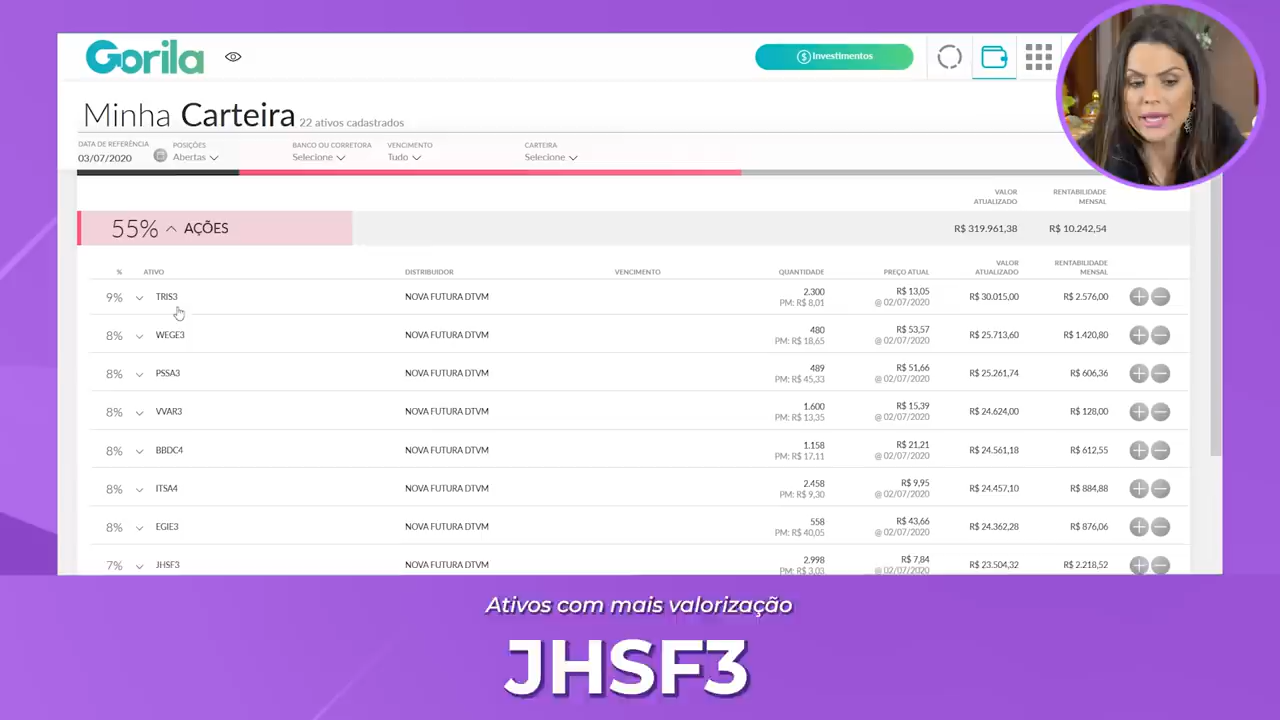 Gorila
Investimentos
Minha Carteira 22 ativos cadastrados
DATA DE REFERÊNCIA POSIÇÕES BANCO OU CORRETORA VENCIMENTO CARTEIRA
03/07/2020 Abertas Selecione Tudo Selecione
VALOR ATUALIZADO RENTABILIDADE MENSAL
55% AÇÕES R$ 319.961,38 R$ 10.242,54
% ATIVO DISTRIBUIDOR VENCIMENTO QUANTIDADE PREÇO ATUAL VALOR ATUALIZADO RENTABILIDADE MENSAL
9% TRIS3 NOVA FUTURA DTVM 2.300 R$ 13,05 R$ 30.015,00 R$ 2.576,00
PM: R$ 8,01 @ 02/07/2020
8% WEGE3 NOVA FUTURA DTVM 480 R$ 53,57 R$ 25.713,60 R$ 1.420,80
PM: R$ 18,65 @ 02/07/2020
8% PSSA3 NOVA FUTURA DTVM 489 R$ 51,66 R$ 25.261,74 R$ 606,36
PM: R$ 45,33 @ 02/07/2020
8% VVAR3 NOVA FUTURA DTVM 1.600 R$ 15,39 R$ 24.624,00 R$ 128,00
PM: R$ 13,35 @ 02/07/2020
8% BBDC4 NOVA FUTURA DTVM 1.158 R$ 21,21 R$ 24.561,18 R$ 612,55
PM: R$ 17,11 @ 02/07/2020
8% ITSA4 NOVA FUTURA DTVM 2.458 R$ 9,95 R$ 24.457,10 R$ 884,88
PM: R$ 9,30 @ 02/07/2020
8% EGIE3 NOVA FUTURA DTVM 558 R$ 43,66 R$ 24.362,28 R$ 876,06
PM: R$ 40,05 @ 02/07/2020
7% JHSF3 NOVA FUTURA DTVM 2.998 R$ 7,84 R$ 23.504,32 R$ 2.218,52
PM: R$ 3,03 @ 02/07/2020
Ativos com mais valorização
JHSF3